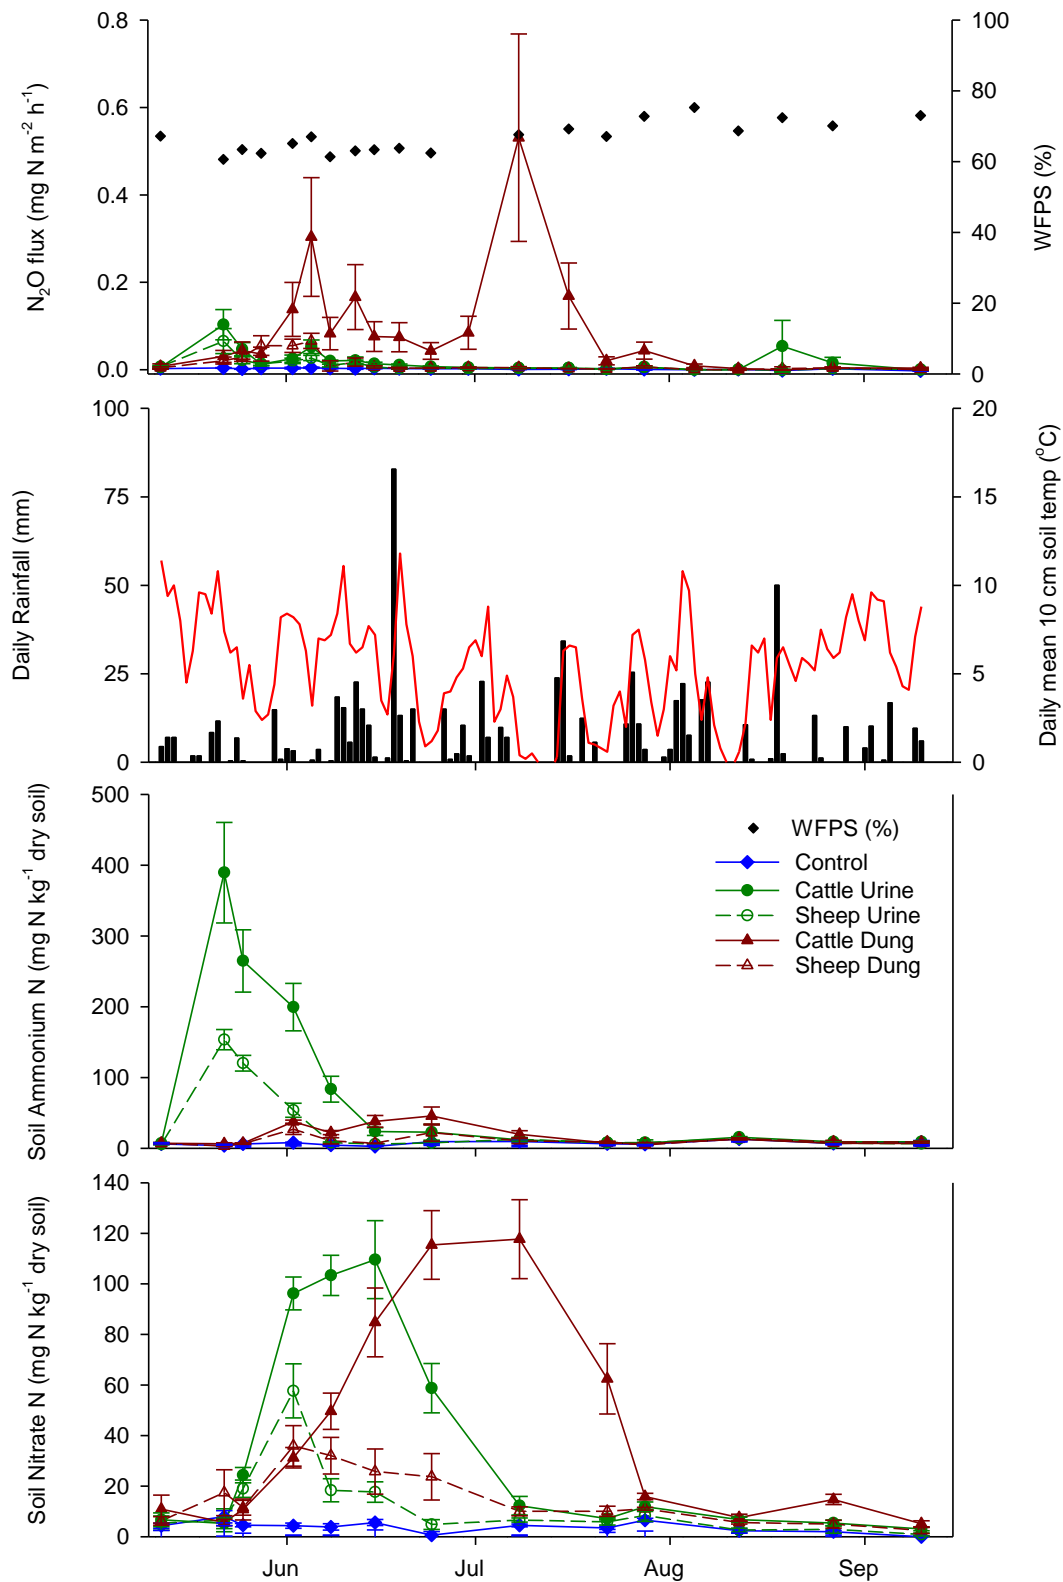 0.8
0.6
0.4
0.2
0.0
N2O flux (mg N m-2 h-1)
100
80
60
40
20
0
WFPS (%)
100
75
50
25
0
Daily Rainfall (mm)
20
15
10
5
0
Daily mean 10 cm soil temp (oC)
500
400
300
200
100
0
Soil Ammonium N (mg N kg-1 dry soil)
WFPS (%)
Control
Cattle Urine
Sheep Urine
Cattle Dung
Sheep Dung
140
120
100
80
60
40
20
0
Soil Nitrate N (mg N kg-1 dry soil)
Jun Jul Aug Sep